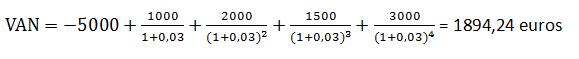 VAN = −5000 + 1000/(1+0,03) + 2000/(1+0,03)² + 1500/(1+0,03)³ + 3000/(1+0,03)⁴ = 1894,24 euros